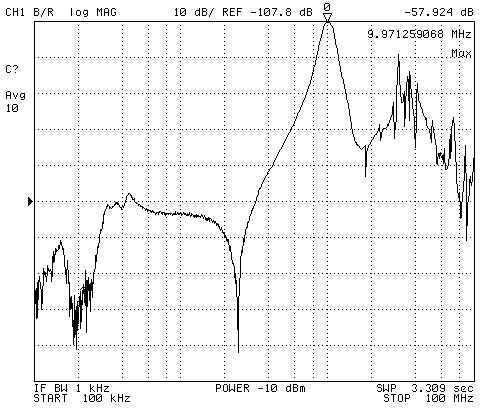 CH1 B/R log MAG 10 dB/ REF -107.8 dB 0 -57.924 dB
9.971259068 MHz
Max
C?
Avg
10
IF BW 1 kHz POWER -10 dBm SWP 3.309 sec
START 100 kHz STOP 100 MHz